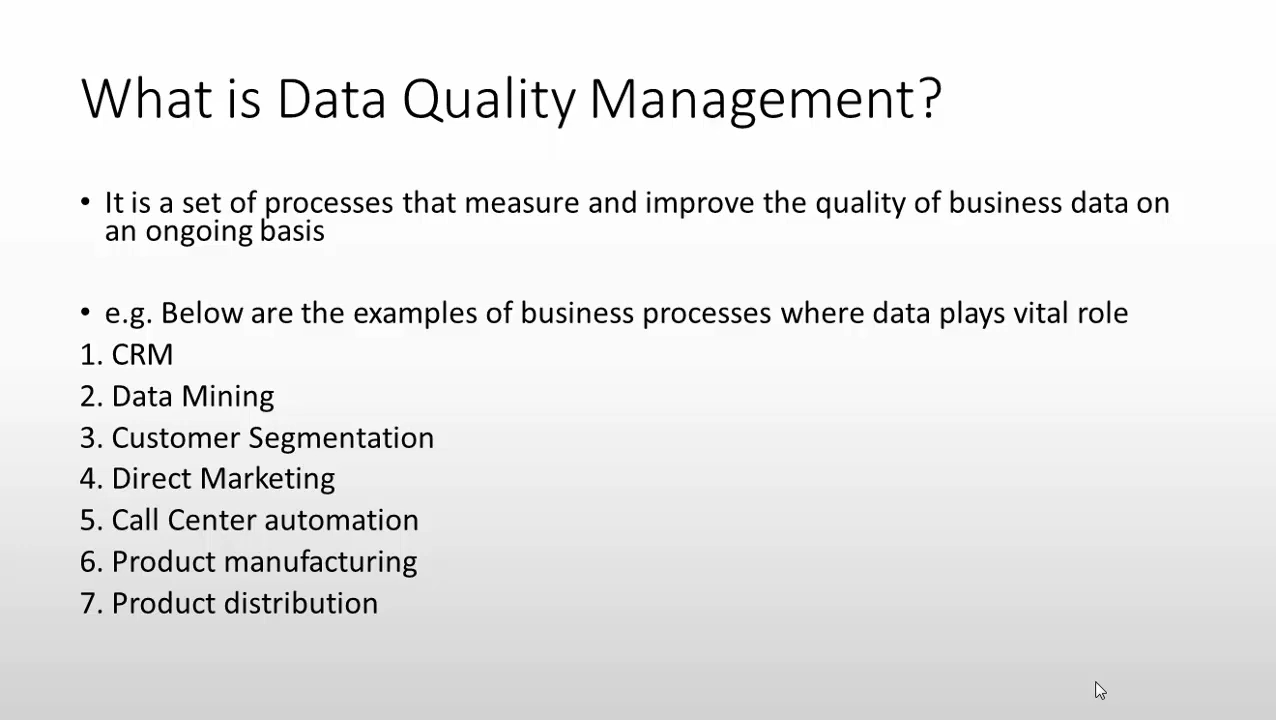 What is Data Quality Management?
• It is a set of processes that measure and improve the quality of business data on
an ongoing basis
• e.g. Below are the examples of business processes where data plays vital role
1. CRM
2. Data Mining
3. Customer Segmentation
4. Direct Marketing
5. Call Center automation
6. Product manufacturing
7. Product distribution